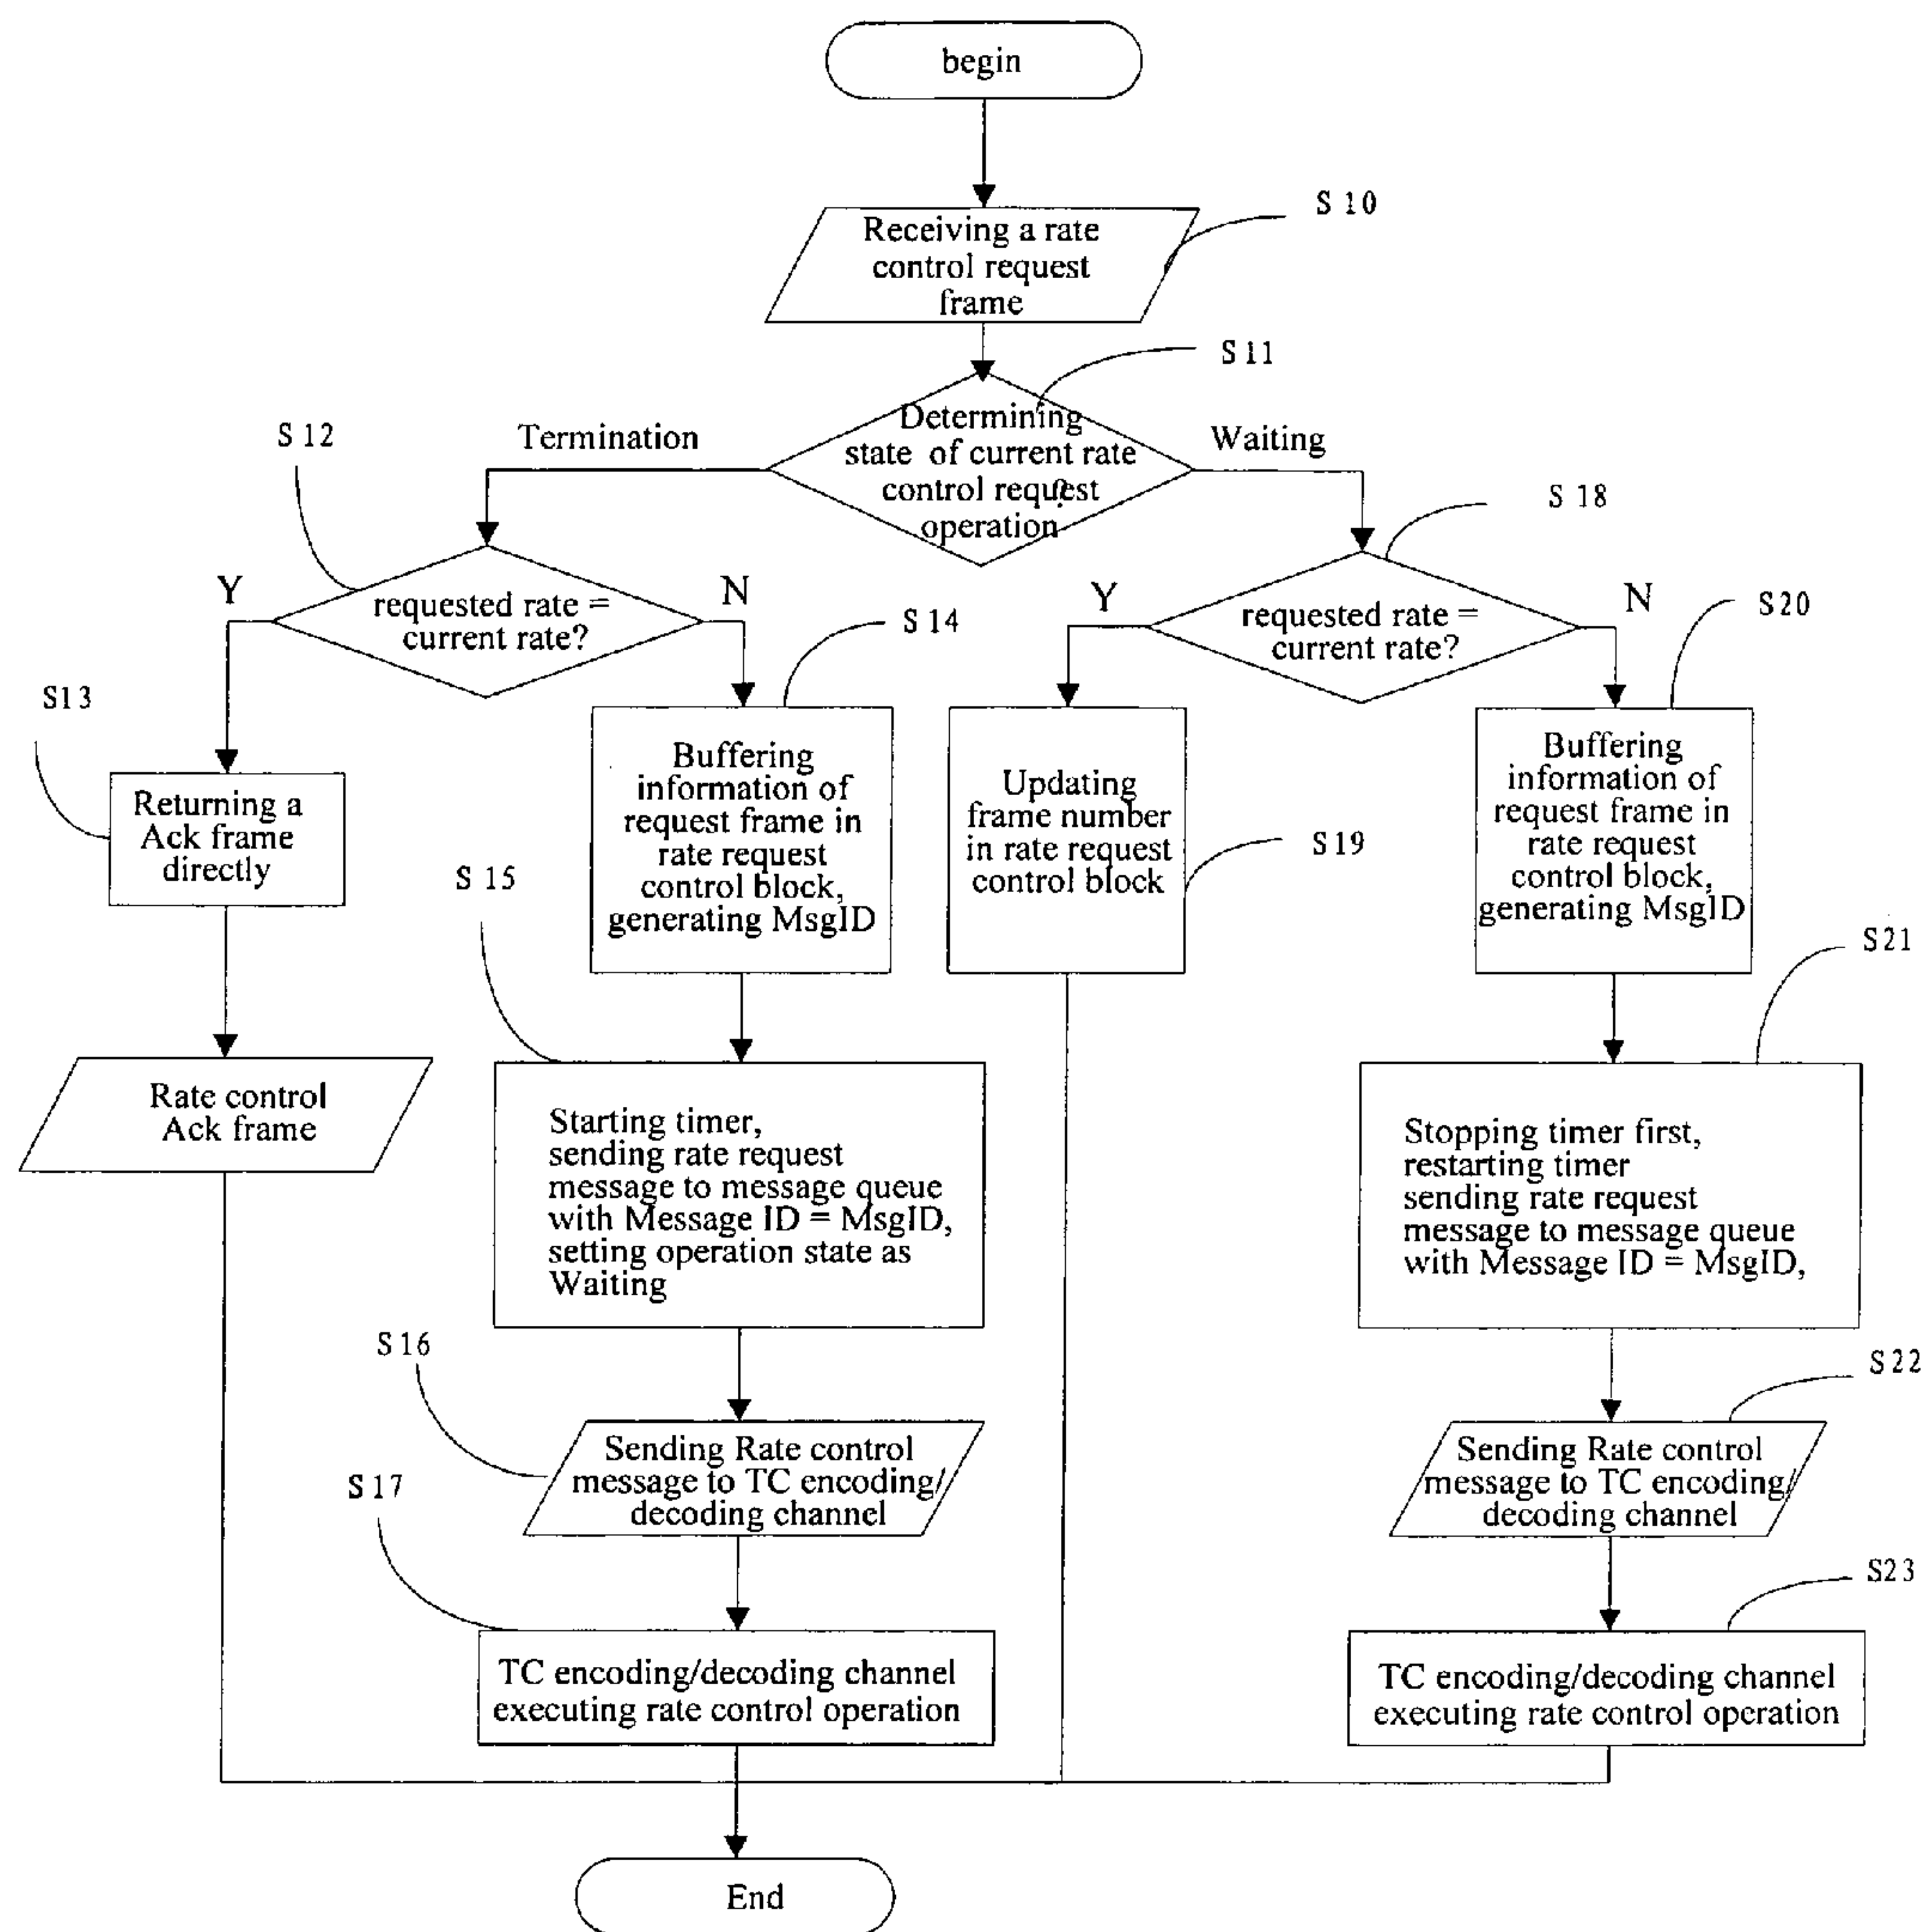 begin
S 10
Receiving a rate
control request
frame
S 11
Determining
state of current rate
control request
operation?
Termination
Waiting
S 12
S 18
requested rate =
current rate?
Y
N
requested rate =
current rate?
Y
N
S13
S 14
S20
Returning a
Ack frame
directly
Buffering
information of
request frame in
rate request
control block,
generating MsgID
Updating
frame number
in rate request
control block
S19
Buffering
information of
request frame in
rate request
control block,
generating MsgID
S 15
S21
Rate control
Ack frame
Starting timer,
sending rate request
message to message queue
with Message ID = MsgID,
setting operation state as
Waiting
Stopping timer first,
restarting timer
sending rate request
message to message queue
with Message ID = MsgID,
S 16
S22
Sending Rate control
message to TC encoding/
decoding channel
Sending Rate control
message to TC encoding/
decoding channel
S 17
S23
TC encoding/decoding channel
executing rate control operation
TC encoding/decoding channel
executing rate control operation
End